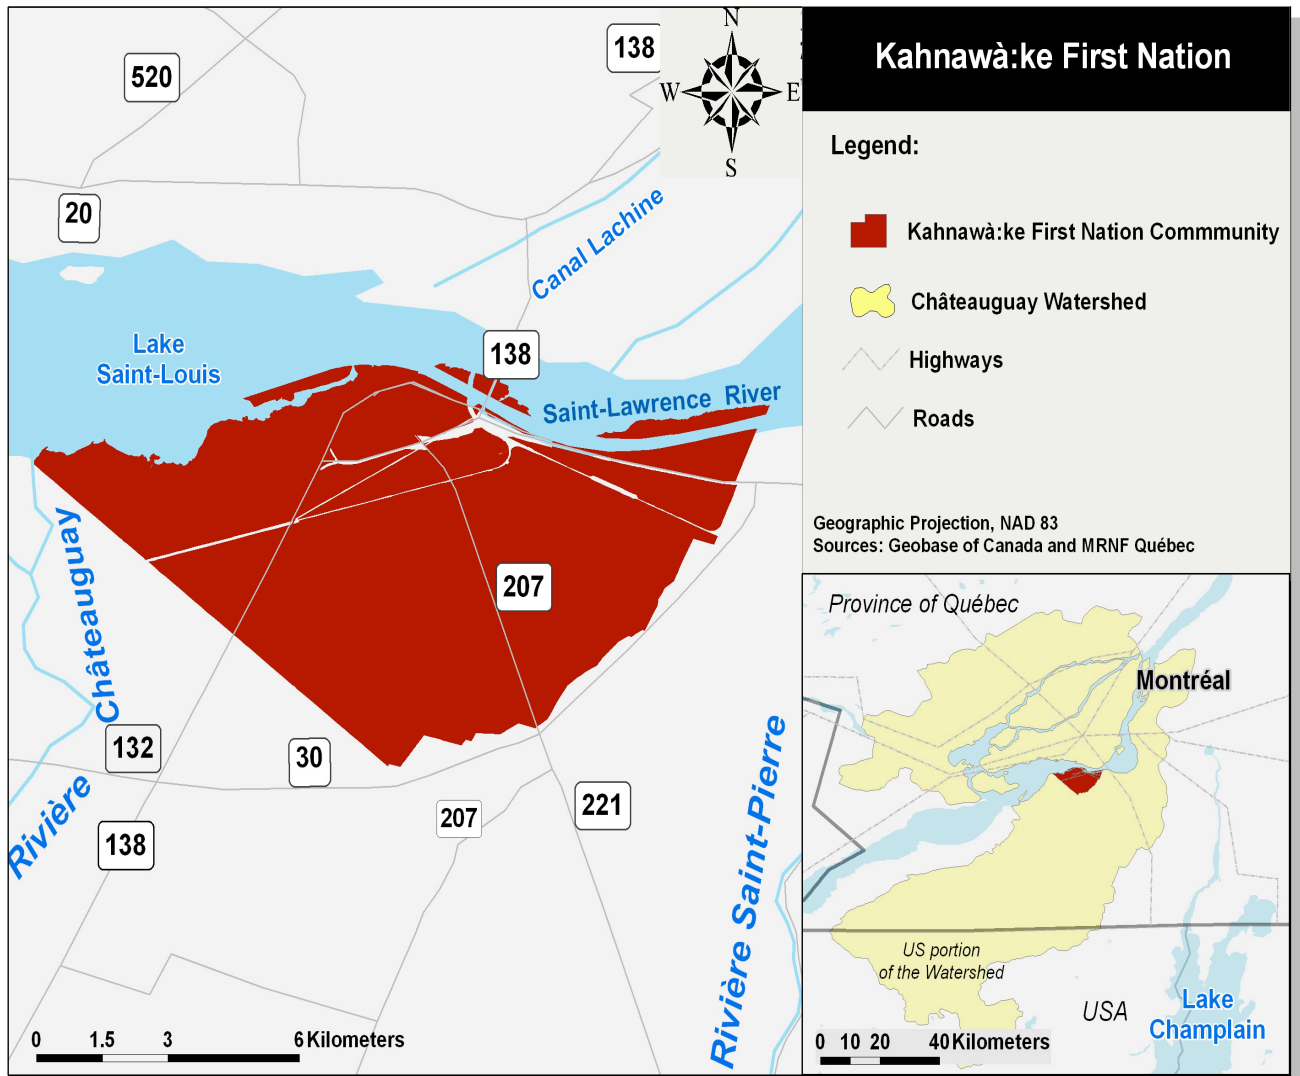 Kahnawà:ke First Nation
Legend:
Kahnawà:ke First Nation Commmunity
Châteauguay Watershed
Highways
Roads
Geographic Projection, NAD 83
Sources: Geobase of Canada and MRNF Québec
N
W
E
S
138
520
20
Canal Lachine
138
Lake
Saint-Louis
Saint-Lawrence River
207
Rivière Châteauguay
132
30
138
207
221
Rivière Saint-Pierre
0 1.5 3 6 Kilometers
Province of Québec
Montréal
US portion
of the Watershed
USA
Lake
Champlain
0 10 20 40 Kilometers